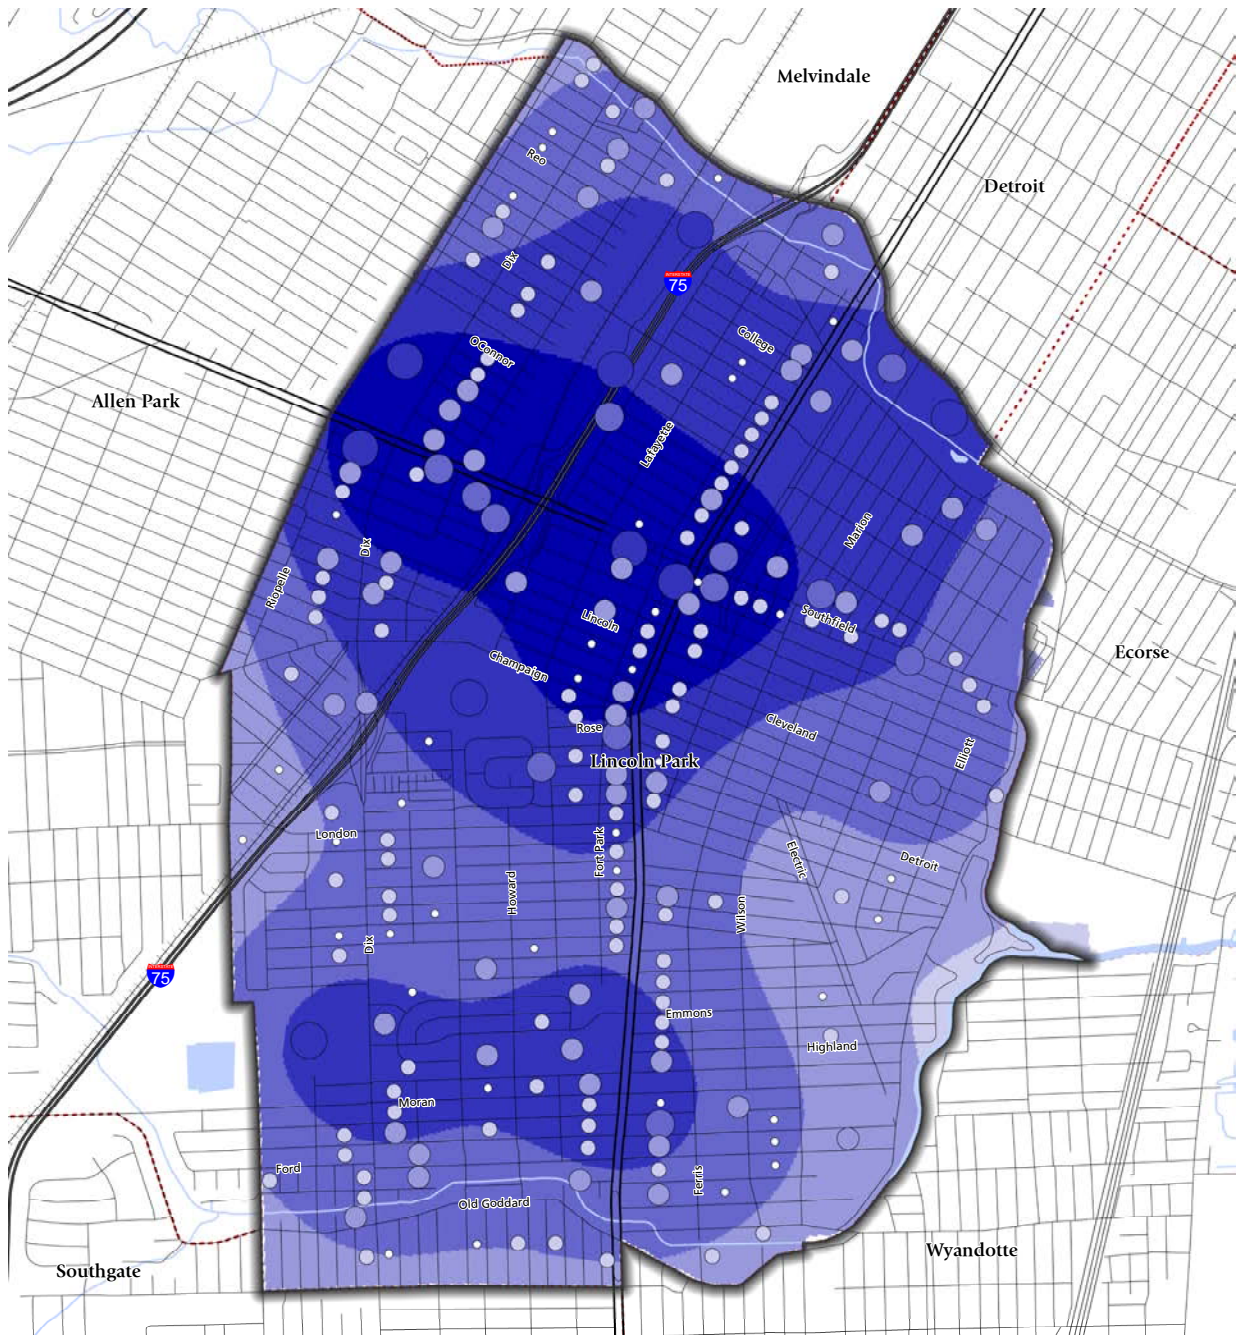 Melvindale
Reo
Detroit
Dix
INTERSTATE
75
College
OConnor
Allen Park
Lafayette
Marion
Dix
Riopelle
Lincoln
Southfield
Champaign
Ecorse
Rose
Cleveland
Elliott
Lincoln Park
London
Fort Park
Electric
Detroit
Howard
Wilson
Dix
INTERSTATE
75
Emmons
Highland
Moran
Ford
Ferris
Old Goddard
Wyandotte
Southgate